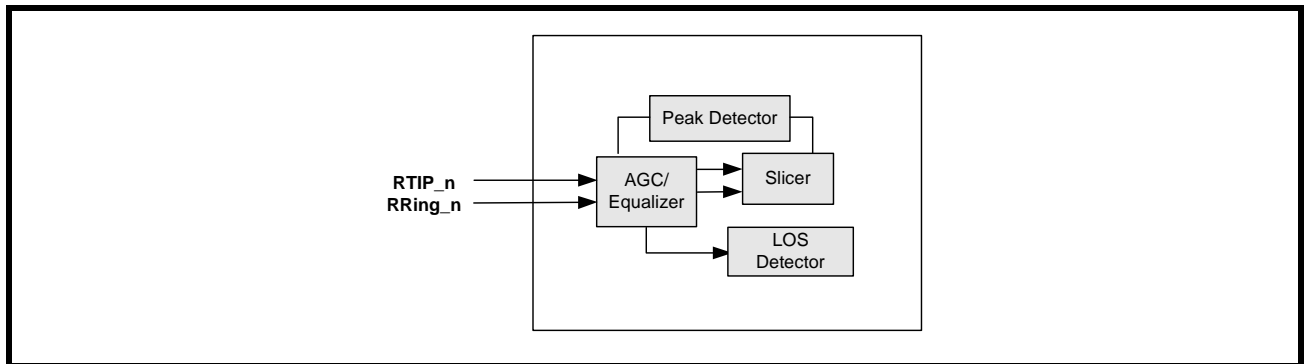 Peak Detector
RTIP_n
RRing_n
AGC/
Equalizer
Slicer
LOS
Detector